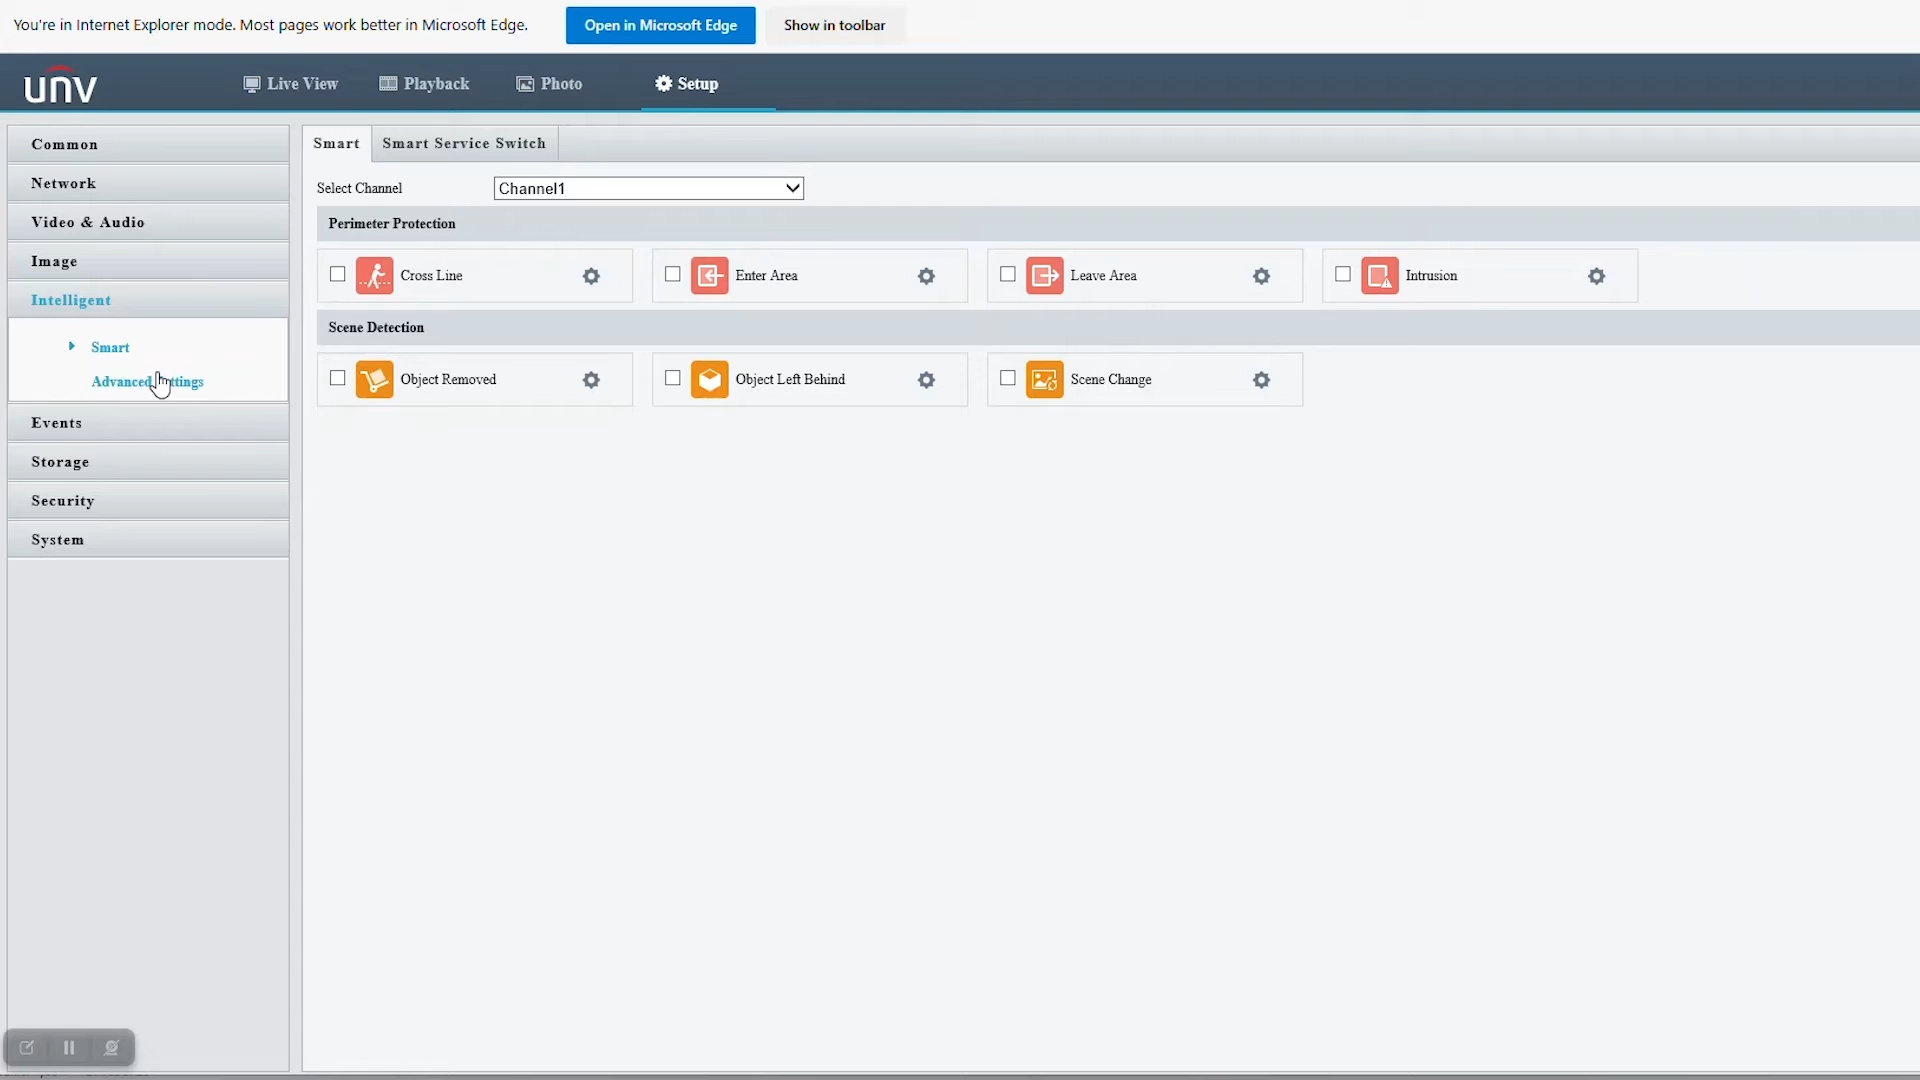 You're in Internet Explorer mode. Most pages work better in Microsoft Edge.
Open in Microsoft Edge
Show in toolbar
unv
Live View
Playback
Photo
Setup
Common
Network
Video & Audio
Image
Intelligent
Smart
Advanced
Events
Storage
Security
System
Smart
Smart Service Switch
Select Channel
Channel1
Perimeter Protection
Cross Line
Enter Area
Leave Area
Intrusion
Scene Detection
Object Removed
Object Left Behind
Scene Change